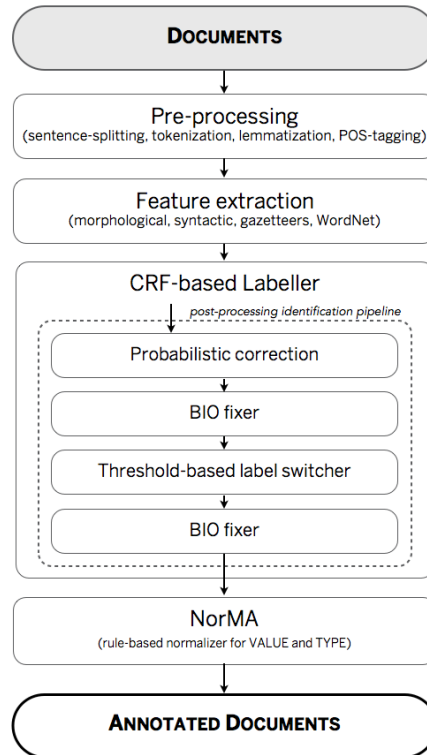 DOCUMENTS
Pre-processing
(sentence-splitting, tokenization, lemmatization, POS-tagging)
Feature extraction
(morphological, syntactic, gazetteers, WordNet)
CRF-based Labeller
post-processing identification pipeline
Probabilistic correction
BIO fixer
Threshold-based label switcher
BIO fixer
NorMA
(rule-based normalizer for VALUE and TYPE)
ANNOTATED DOCUMENTS